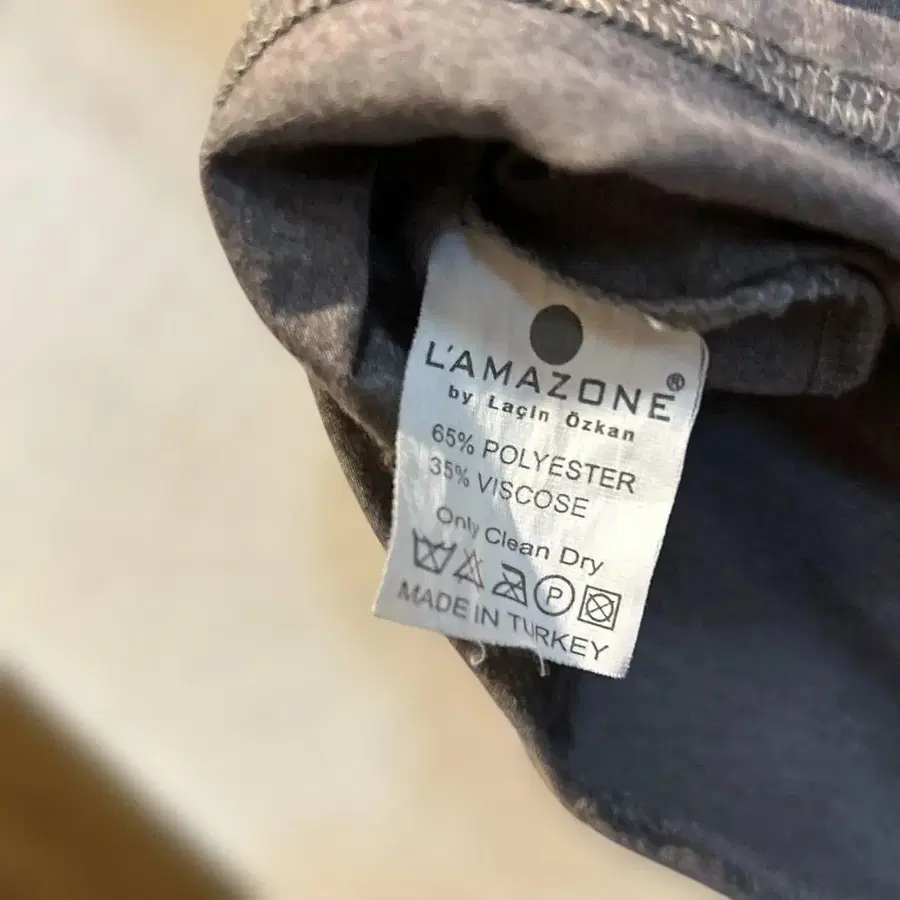 L'AMAZONE®
by Laçin Özkan
65% POLYESTER
35% VISCOSE
Only Clean Dry
P
MADE IN TURKEY